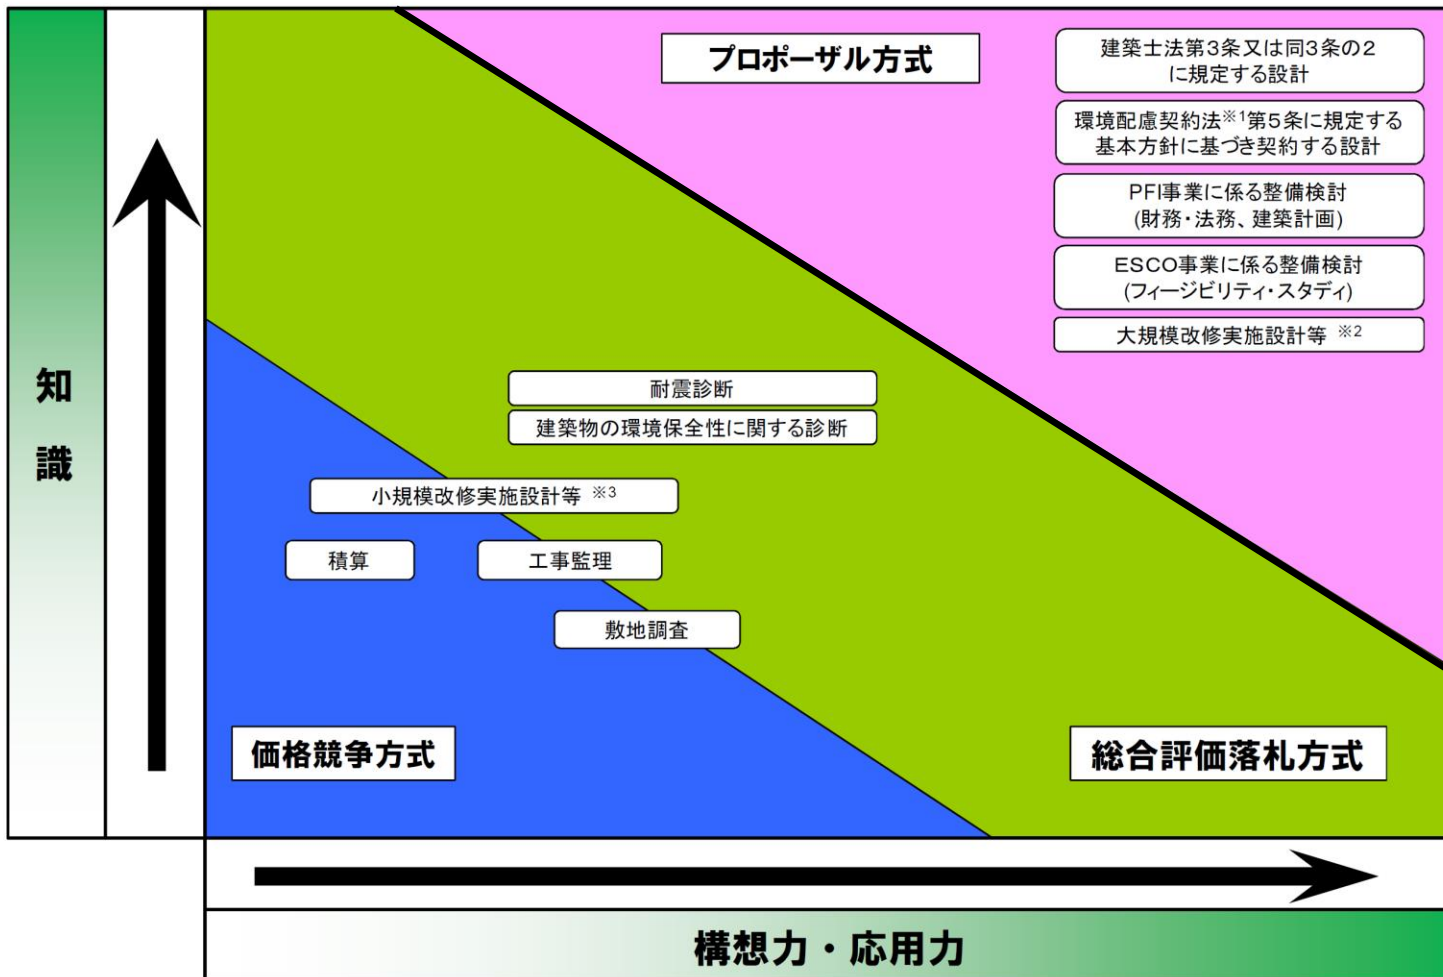 プロポーザル方式
建築士法第3条又は同3条の2
に規定する設計
環境配慮契約法※1第5条に規定する
基本方針に基づき契約する設計
PFI事業に係る整備検討
(財務・法務、建築計画)
ESCO事業に係る整備検討
(フィージビリティ・スタディ)
大規模改修実施設計等 ※2
知
識
耐震診断
建築物の環境保全性に関する診断
小規模改修実施設計等 ※3
積算
工事監理
敷地調査
価格競争方式
総合評価落札方式
構想力・応用力